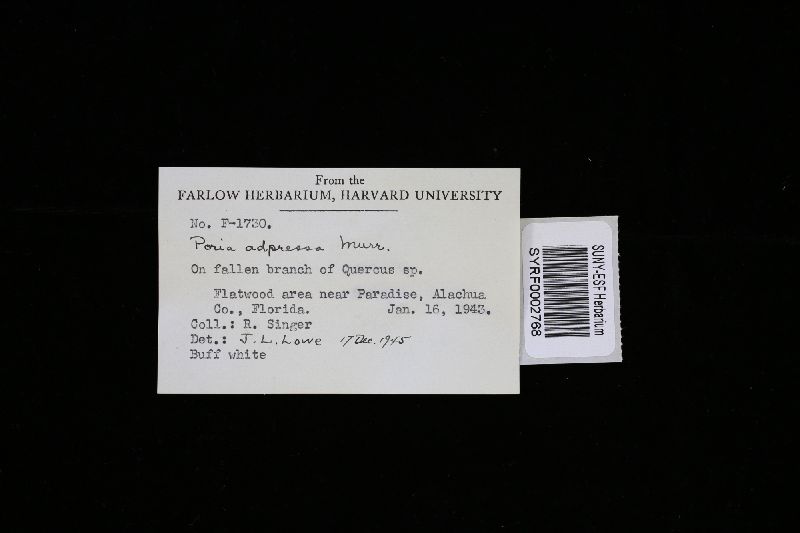 From the
FARLOW HERBARIUM, HARVARD UNIVERSITY
No. F-1730.
Poria adpressa Murr.
On fallen branch of Quercus sp.
Flatwood area near Paradise, Alachua
Co., Florida. Jan. 16, 1943.
Coll.: R. Singer
Det.: J. L. Lowe 17 Dec. 1945
Buff white
SUNY-ESF Herbarium
SYRF0002768